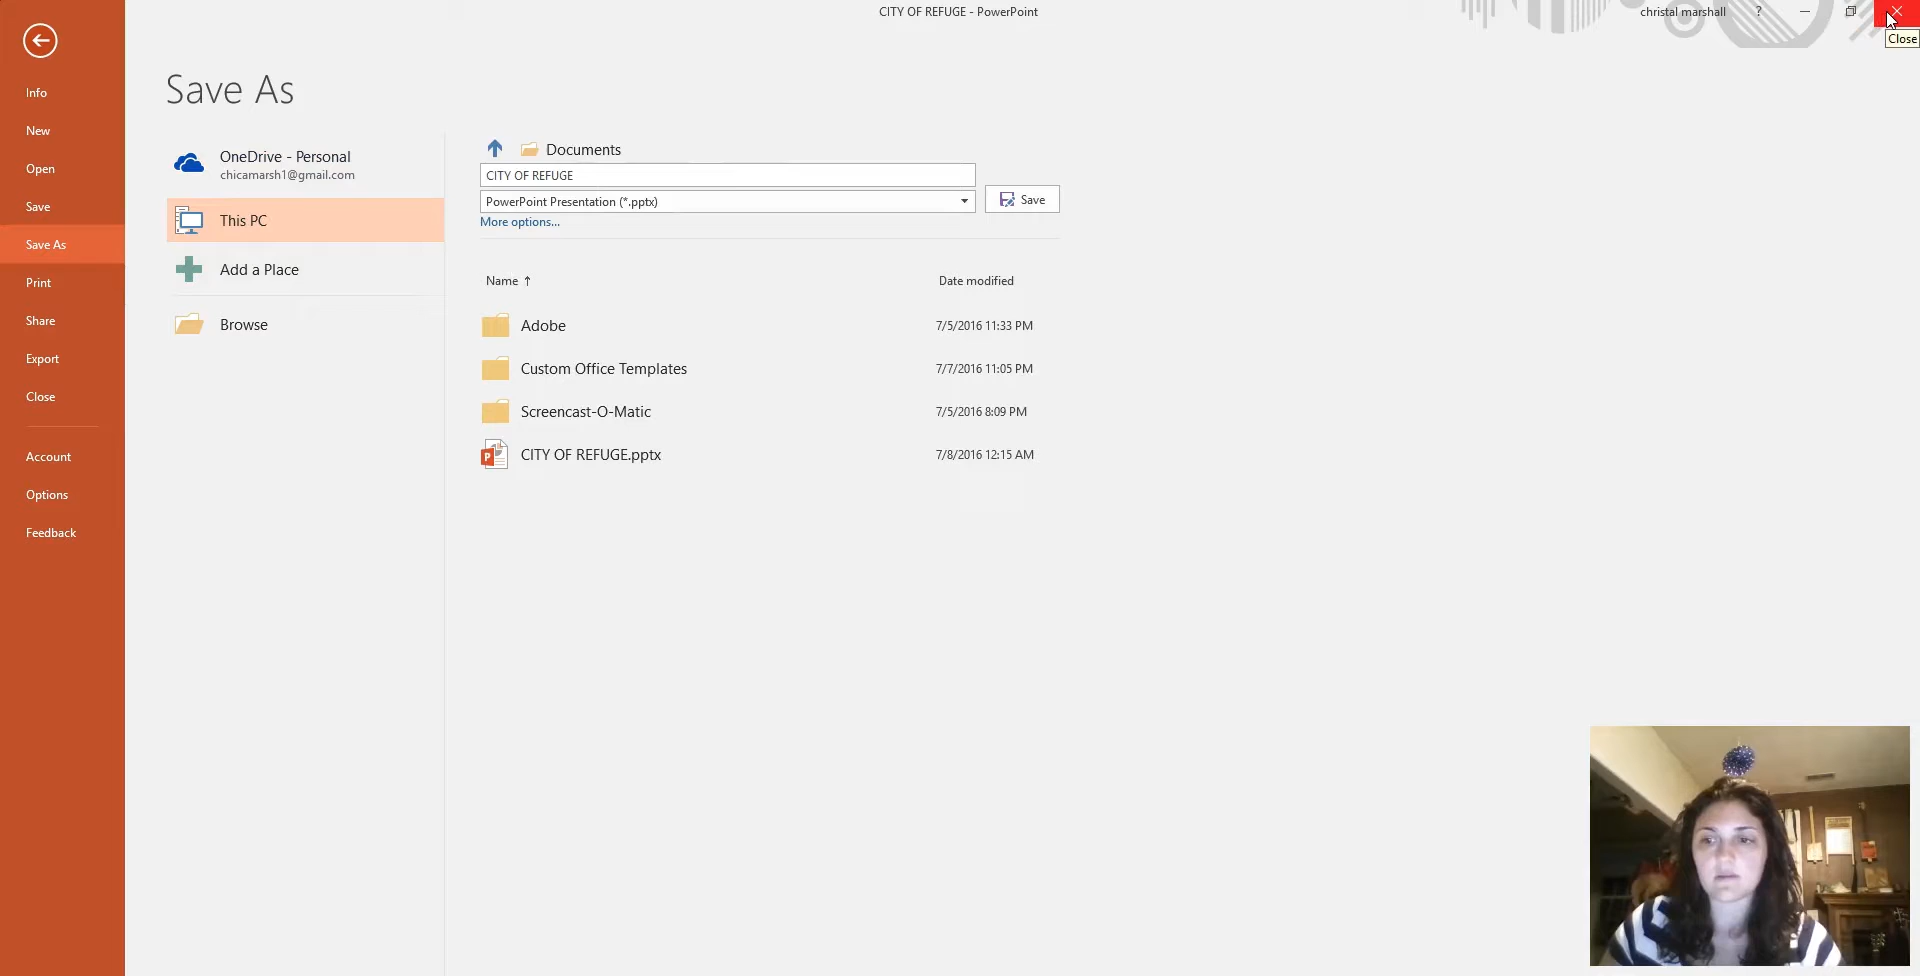 CITY OF REFUGE - PowerPoint
christal marshall
?
Close
Info
New
Open
Save
Save As
Print
Share
Export
Close
Account
Options
Feedback
Save As
OneDrive - Personal
chicamarsh1@gmail.com
This PC
Add a Place
Browse
Documents
CITY OF REFUGE
PowerPoint Presentation (*.pptx)
Save
More options...
Name ↑ Date modified
Adobe 7/5/2016 11:33 PM
Custom Office Templates 7/7/2016 11:05 PM
Screencast-O-Matic 7/5/2016 8:09 PM
CITY OF REFUGE.pptx 7/8/2016 12:15 AM